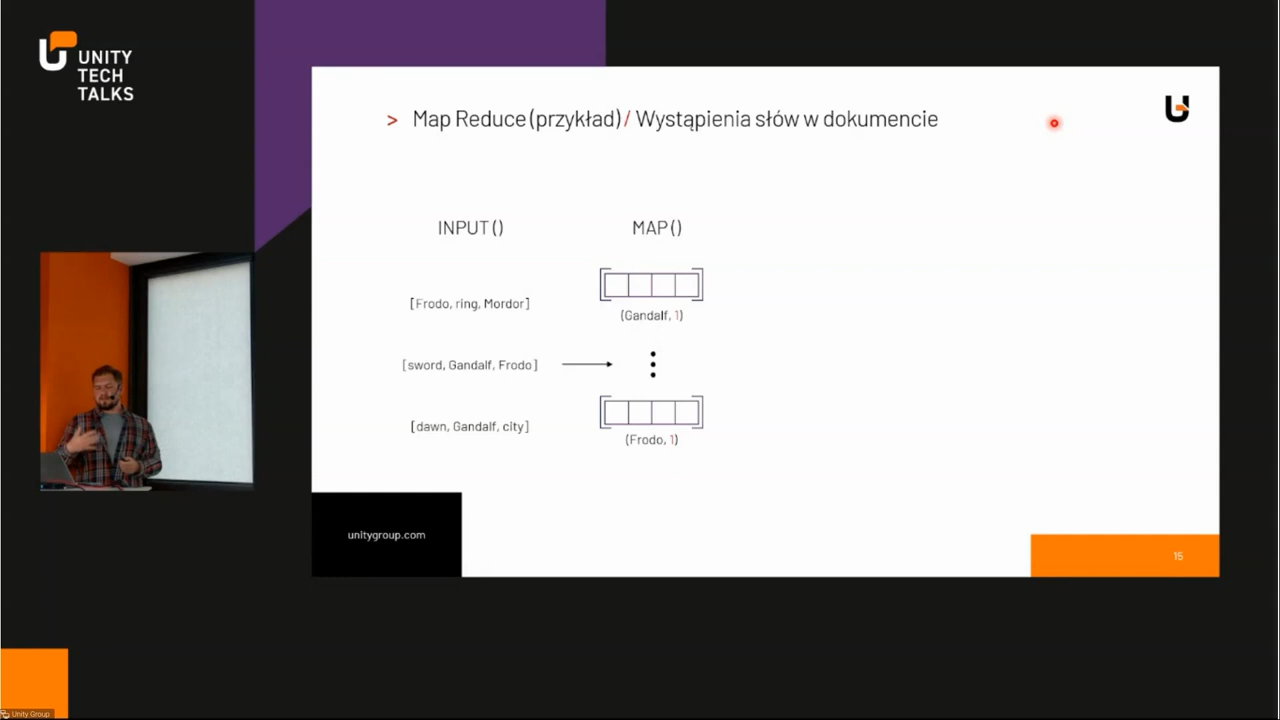 UNITY
TECH
TALKS
> Map Reduce (przykład) / Wystąpienia słów w dokumencie
INPUT () MAP ()
[Frodo, ring, Mordor]
(Gandalf, 1)
[sword, Gandalf, Frodo]
[dawn, Gandalf, city]
(Frodo, 1)
unitygroup.com
15
Unity Group